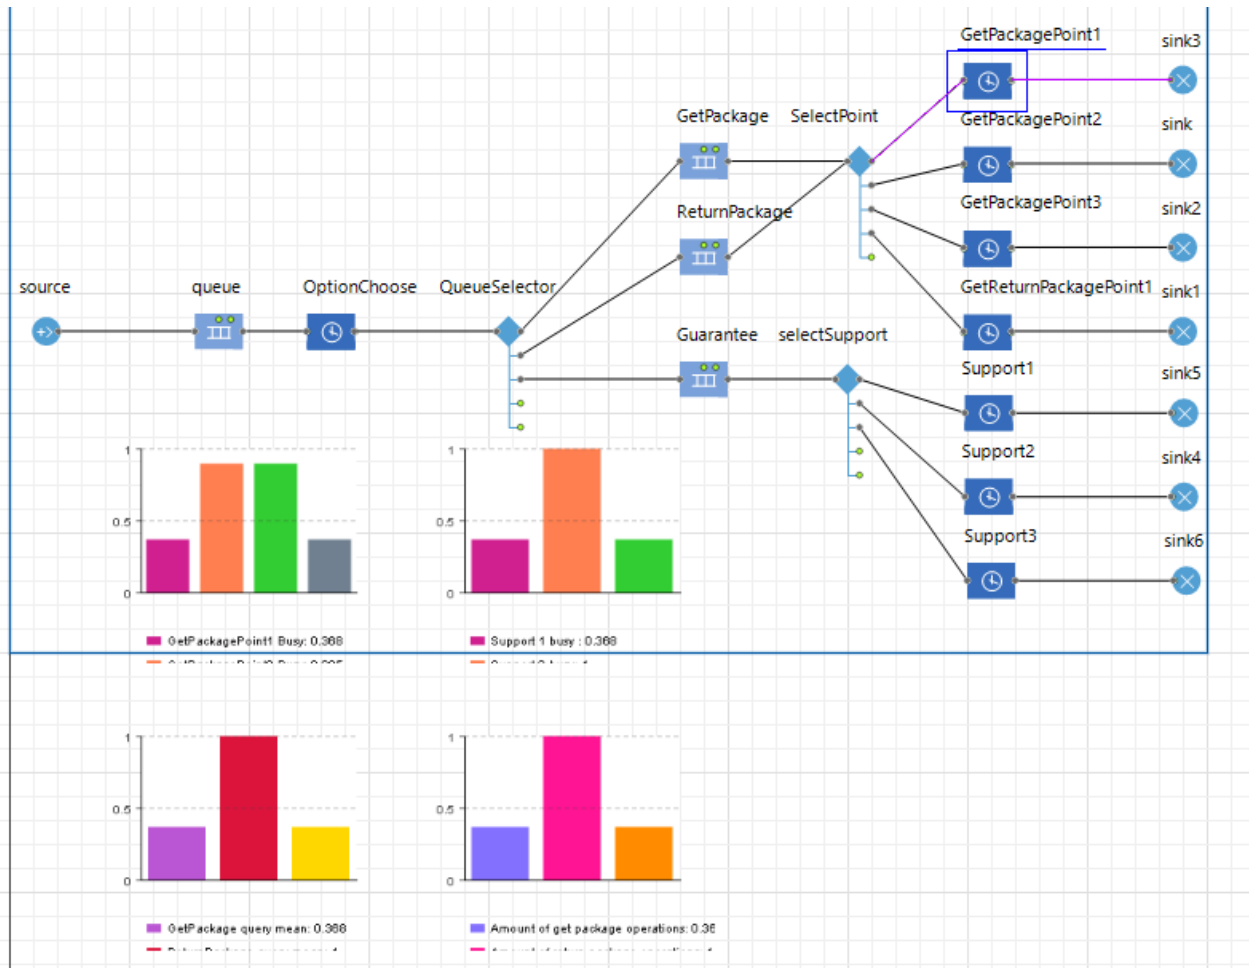 GetPackagePoint1
sink3
GetPackage
SelectPoint
GetPackagePoint2
sink
ReturnPackage
GetPackagePoint3
sink2
source
queue
OptionChoose
QueueSelector
GetReturnPackagePoint1
sink1
Guarantee
selectSupport
Support1
sink5
Support2
sink4
Support3
sink6
1
0.5
0
1
0.5
0
GetPackagePoint1 Busy: 0.368
Support 1 busy : 0.368
1
0.5
0
1
0.5
0
GetPackage query mean: 0.368
Amount of get package operations: 0.36